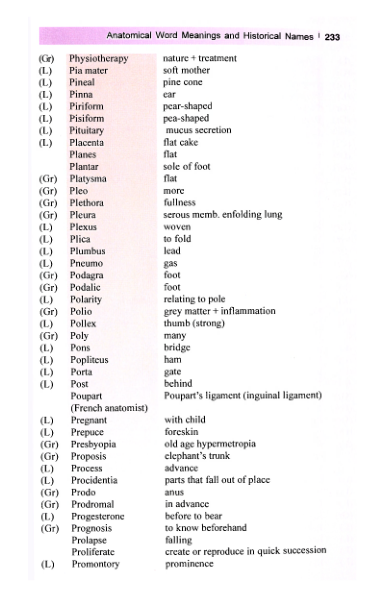 Anatomical Word Meanings and Historical Names | 233
(Gr) Physiotherapy nature + treatment
(L) Pia mater soft mother
(L) Pineal pine cone
(L) Pinna ear
(L) Piriform pear-shaped
(L) Pisiform pea-shaped
(L) Pituitary mucus secretion
(L) Placenta flat cake
Planes flat
Plantar sole of foot
(Gr) Platysma flat
(Gr) Pleo more
(Gr) Plethora fullness
(Gr) Pleura serous memb. enfolding lung
(L) Plexus woven
(L) Plica to fold
(L) Plumbus lead
(L) Pneumo gas
(Gr) Podagra foot
(Gr) Podalic foot
(L) Polarity relating to pole
(Gr) Polio grey matter + inflammation
(L) Pollex thumb (strong)
(Gr) Poly many
(L) Pons bridge
(L) Popliteus ham
(L) Porta gate
(L) Post behind
Poupart Poupart's ligament (inguinal ligament)
(French anatomist)
(L) Pregnant with child
(L) Prepuce foreskin
(Gr) Presbyopia old age hypermetropia
(Gr) Proposis elephant's trunk
(L) Process advance
(L) Procidentia parts that fall out of place
(Gr) Prodo anus
(Gr) Prodromal in advance
(L) Progesterone before to bear
(Gr) Prognosis to know beforehand
Prolapse falling
Proliferate create or reproduce in quick succession
(L) Promontory prominence